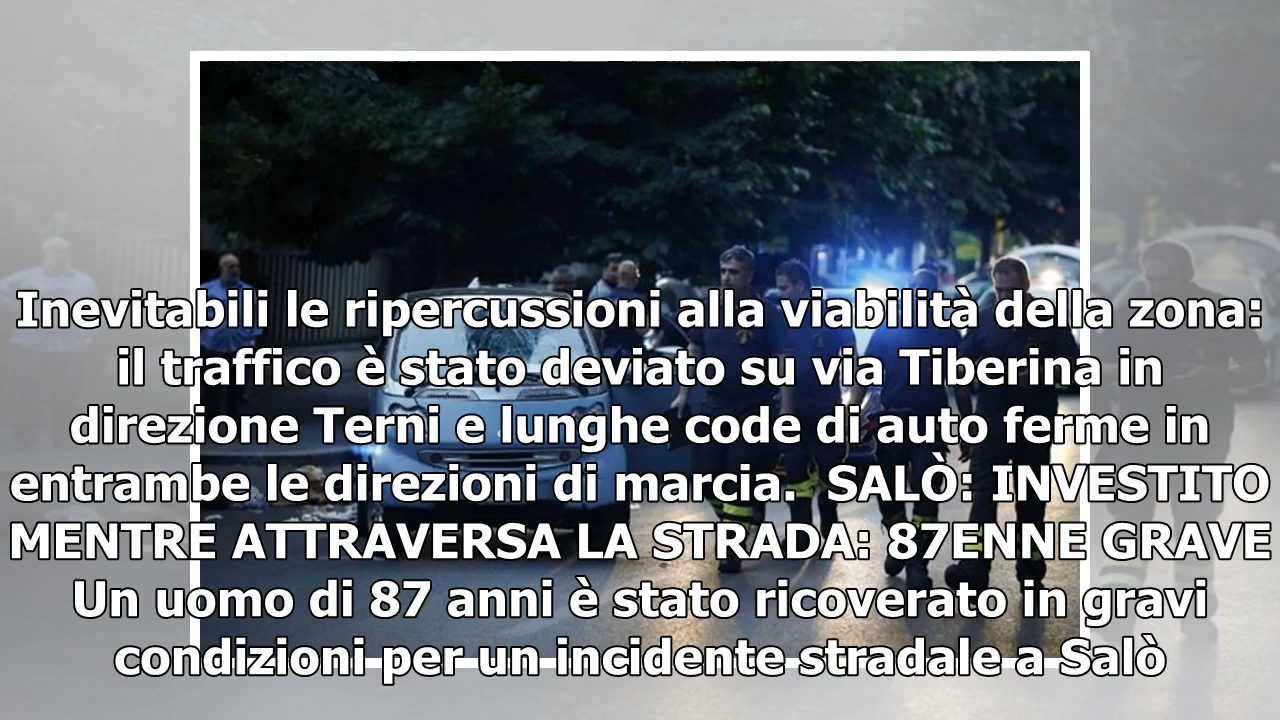 Inevitabili le ripercussioni alla viabilità della zona:
il traffico è stato deviato su via Tiberina in
direzione Terni e lunghe code di auto ferme in
entrambe le direzioni di marcia.  SALÒ: INVESTITO
MENTRE ATTRAVERSA LA STRADA: 87ENNE GRAVE
Un uomo di 87 anni è stato ricoverato in gravi
condizioni per un incidente stradale a Salò